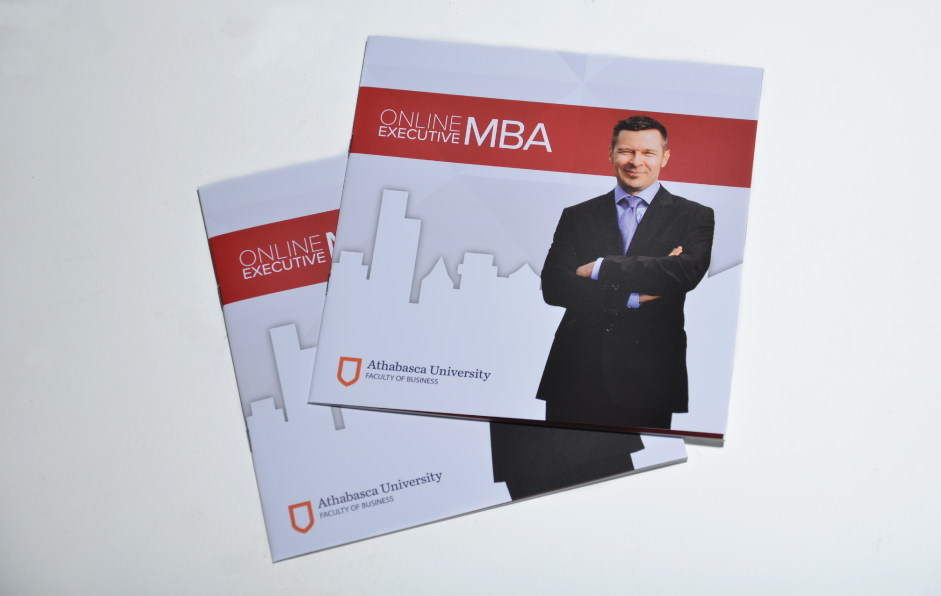 ONLINE
EXECUTIVE MBA
Athabasca University
FACULTY OF BUSINESS
ONLINE
EXECUTIVE
Athabasca University
FACULTY OF BUSINESS